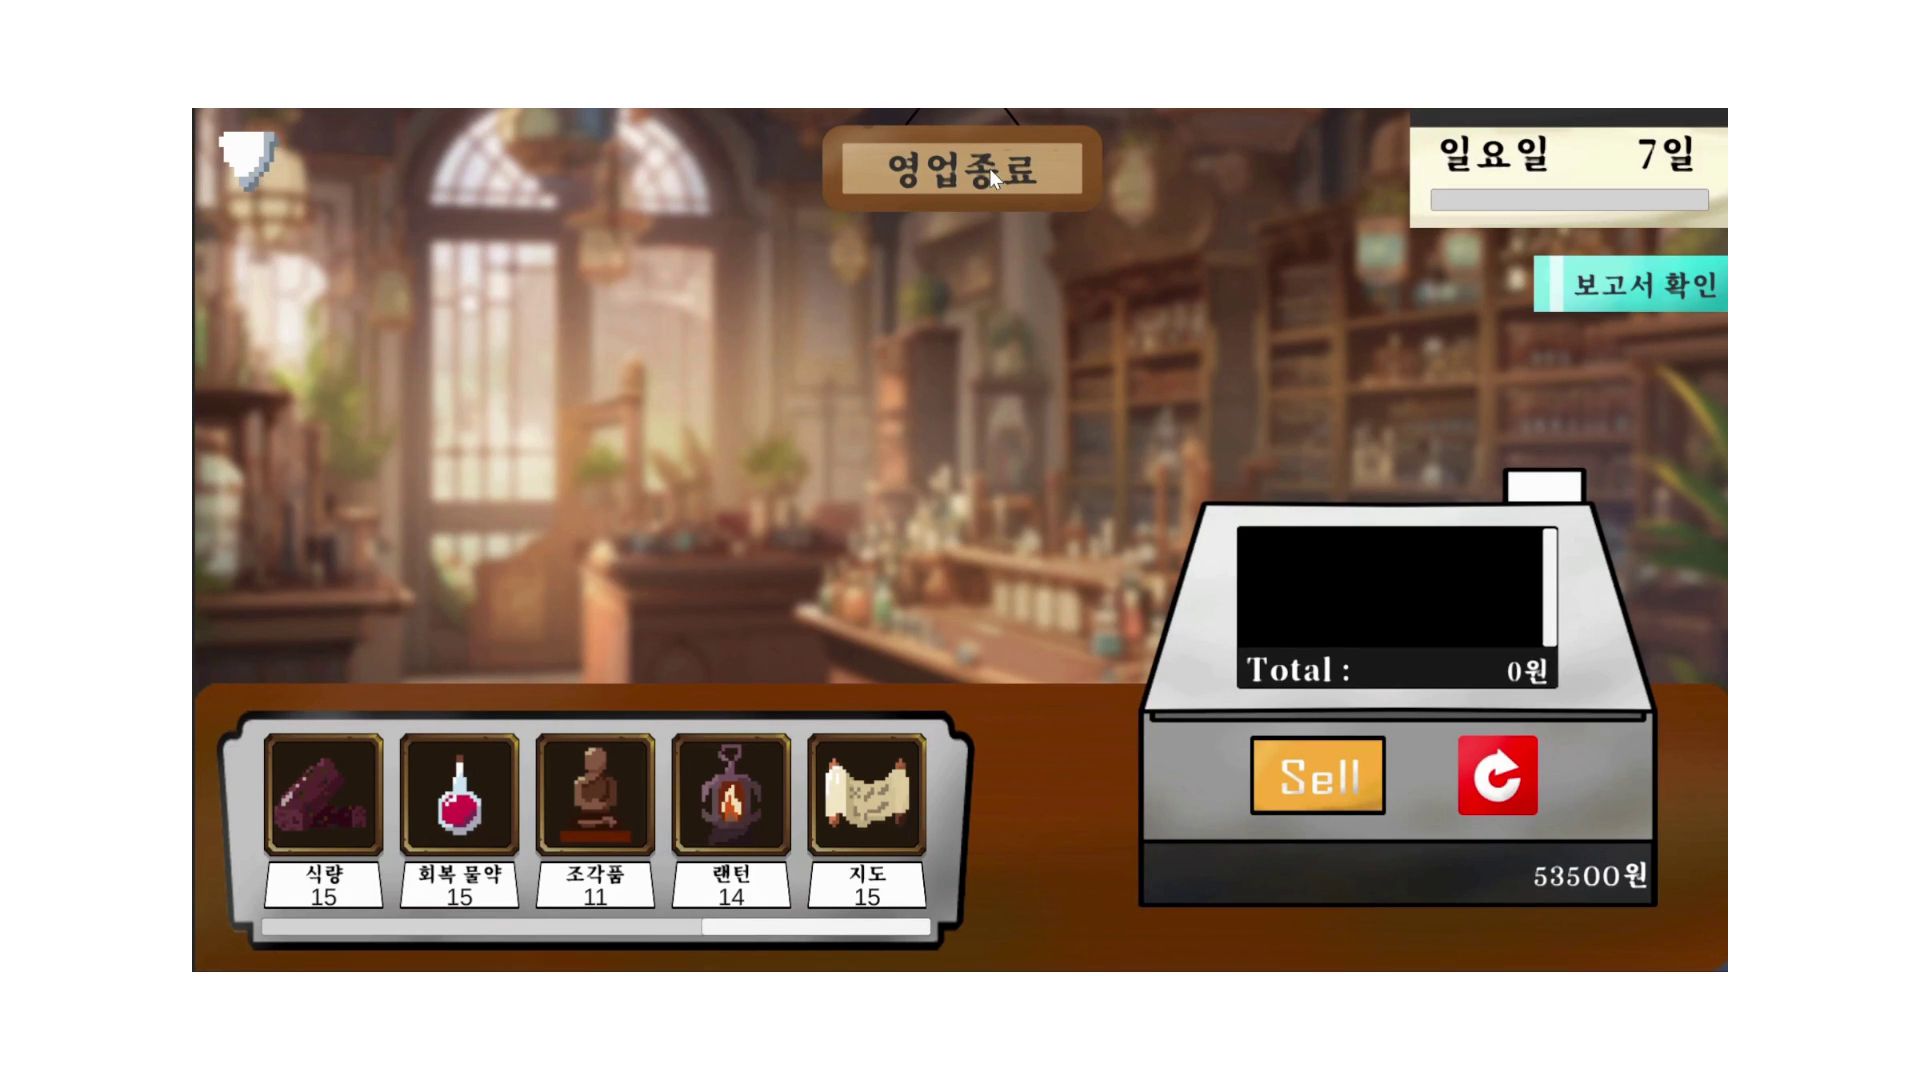 영업종료
일요일 7일
보고서 확인
Total : 0원
Sell
53500원
식량 회복 물약 조각품 랜턴 지도
15 15 11 14 15